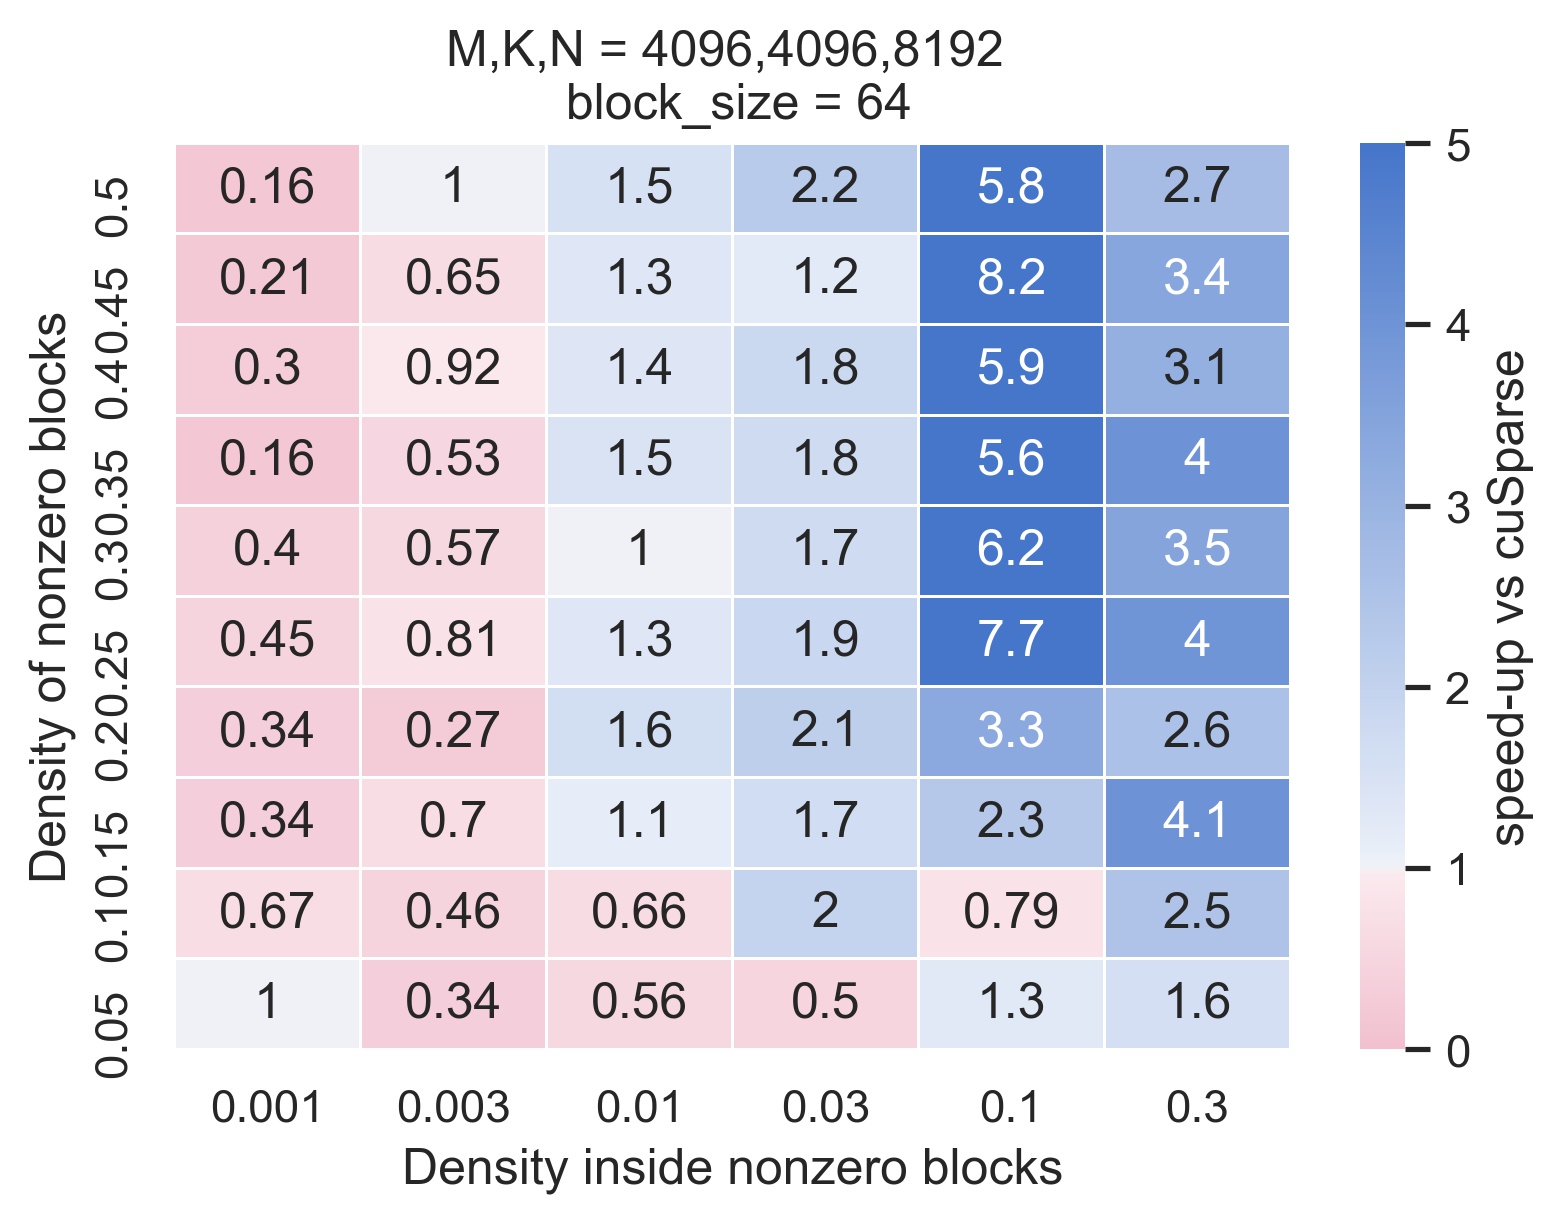 M,K,N = 4096,4096,8192
block_size = 64
Density of nonzero blocks
0.5 0.16 1 1.5 2.2 5.8 2.7
0.45 0.21 0.65 1.3 1.2 8.2 3.4
0.4 0.3 0.92 1.4 1.8 5.9 3.1
0.35 0.16 0.53 1.5 1.8 5.6 4
0.3 0.4 0.57 1 1.7 6.2 3.5
0.25 0.45 0.81 1.3 1.9 7.7 4
0.2 0.34 0.27 1.6 2.1 3.3 2.6
0.15 0.34 0.7 1.1 1.7 2.3 4.1
0.1 0.67 0.46 0.66 2 0.79 2.5
0.05 1 0.34 0.56 0.5 1.3 1.6
0.001 0.003 0.01 0.03 0.1 0.3
Density inside nonzero blocks
5
4
3
2
1
0
speed-up vs cuSparse